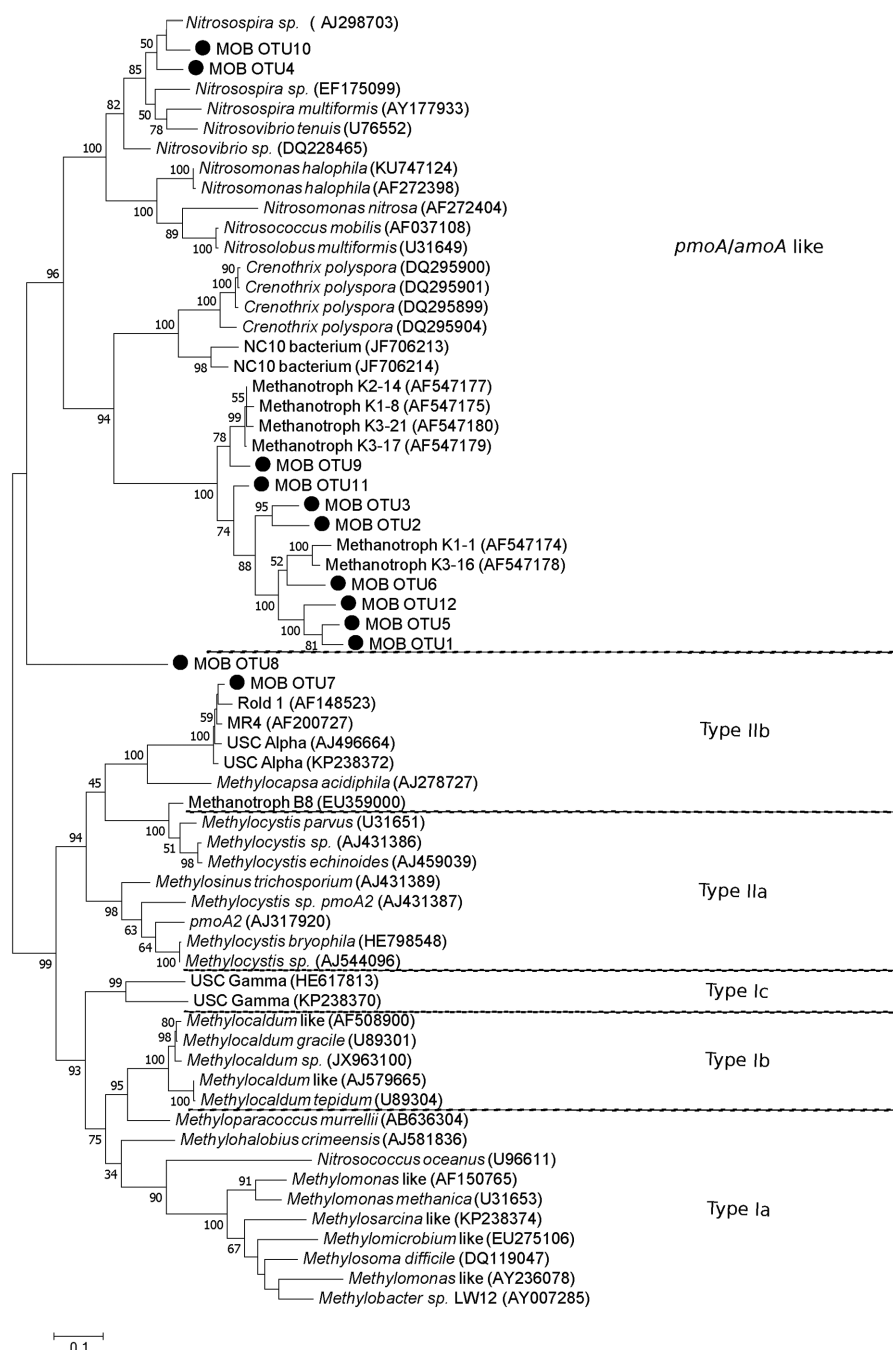 Nitrosospira sp. ( AJ298703)
50
MOB OTU10
MOB OTU4
85
Nitrosospira sp. (EF175099)
82
Nitrosospira multiformis (AY177933)
50
78
Nitrosovibrio tenuis (U76552)
100
Nitrosovibrio sp. (DQ228465)
100
Nitrosomonas halophila (KU747124)
Nitrosomonas halophila (AF272398)
100
Nitrosomonas nitrosa (AF272404)
89
Nitrosococcus mobilis (AF037108)
100
Nitrosolobus multiformis (U31649)
pmoA/amoA like
96
90
Crenothrix polyspora (DQ295900)
100
Crenothrix polyspora (DQ295901)
100
Crenothrix polyspora (DQ295899)
100
Crenothrix polyspora (DQ295904)
NC10 bacterium (JF706213)
98
NC10 bacterium (JF706214)
94
Methanotroph K2-14 (AF547177)
55
Methanotroph K1-8 (AF547175)
99
Methanotroph K3-21 (AF547180)
78
Methanotroph K3-17 (AF547179)
MOB OTU9
100
MOB OTU11
95
MOB OTU3
74
MOB OTU2
100
Methanotroph K1-1 (AF547174)
88
52
Methanotroph K3-16 (AF547178)
MOB OTU6
100
MOB OTU12
100
MOB OTU5
81
MOB OTU1
MOB OTU8
MOB OTU7
Rold 1 (AF148523)
59
MR4 (AF200727)
Type IIb
100
USC Alpha (AJ496664)
100
USC Alpha (KP238372)
45
Methylocapsa acidiphila (AJ278727)
Methanotroph B8 (EU359000)
100
Methylocystis parvus (U31651)
94
51
Methylocystis sp. (AJ431386)
98
Methylocystis echinoides (AJ459039)
Methylosinus trichosporium (AJ431389)
Type IIa
98
Methylocystis sp. pmoA2 (AJ431387)
63
pmoA2 (AJ317920)
64
Methylocystis bryophila (HE798548)
100
Methylocystis sp. (AJ544096)
99
99
USC Gamma (HE617813)
Type Ic
USC Gamma (KP238370)
80
Methylocaldum like (AF508900)
98
Methylocaldum gracile (U89301)
100
Methylocaldum sp. (JX963100)
Type Ib
93
95
Methylocaldum like (AJ579665)
100
Methylocaldum tepidum (U89304)
Methyloparacoccus murrellii (AB636304)
75
Methylohalobius crimeensis (AJ581836)
34
Nitrosococcus oceanus (U96611)
90
91
Methylomonas like (AF150765)
Methylomonas methanica (U31653)
Type Ia
100
Methylosarcina like (KP238374)
67
Methylomicrobium like (EU275106)
Methylosoma difficile (DQ119047)
Methylomonas like (AY236078)
Methylobacter sp. LW12 (AY007285)
0.1